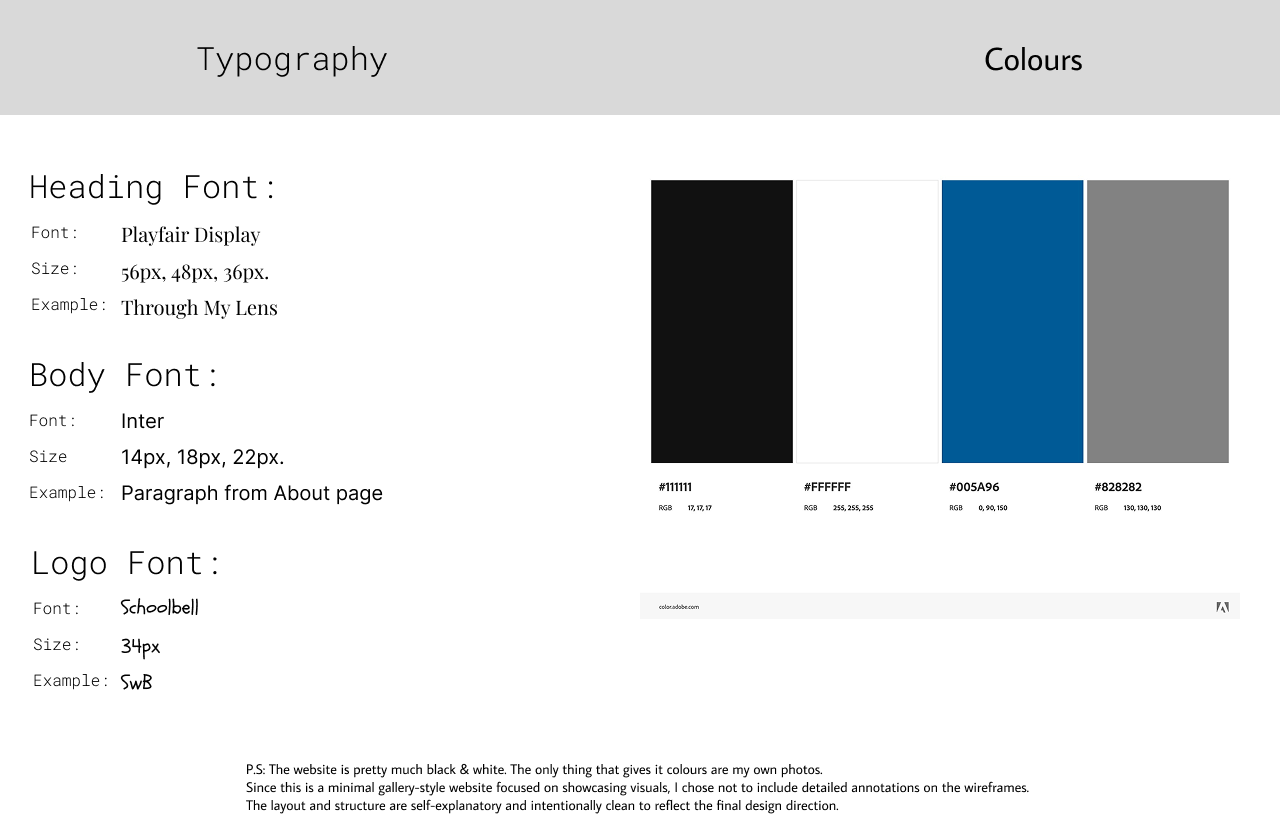 Typography
Colours
Heading Font:
Font: Playfair Display
Size: 56px, 48px, 36px.
Example: Through My Lens
Body Font:
Font: Inter
Size 14px, 18px, 22px.
Example: Paragraph from About page
Logo Font:
Font: Schoolbell
Size: 34px
Example: SwB
#111111 #FFFFFF #005A96 #828282
RGB 17, 17, 17 RGB 255, 255, 255 RGB 0, 90, 150 RGB 130, 130, 130
color.adobe.com
P.S: The website is pretty much black & white. The only thing that gives it colours are my own photos.
Since this is a minimal gallery-style website focused on showcasing visuals, I chose not to include detailed annotations on the wireframes.
The layout and structure are self-explanatory and intentionally clean to reflect the final design direction.